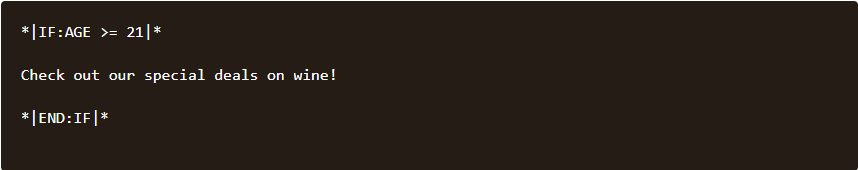 *|IF:AGE >= 21|*
Check out our special deals on wine!
*|END:IF|*